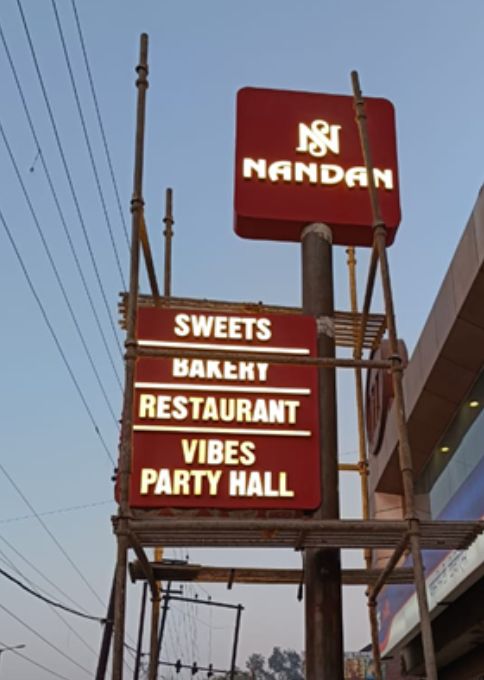 NANDAN
SWEETS
BAKERY
RESTAURANT
VIBES
PARTY HALL